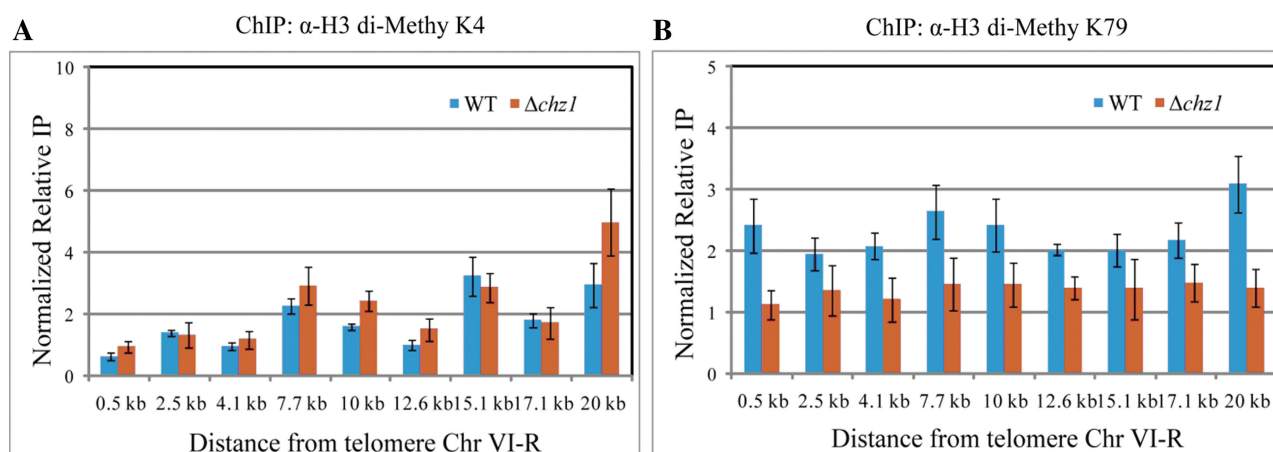 A
ChIP: α-H3 di-Methy K4
Normalized Relative IP
10
8
6
4
2
0
WT
Δchz1
0.5 kb 2.5 kb 4.1 kb 7.7 kb 10 kb 12.6 kb 15.1 kb 17.1 kb 20 kb
Distance from telomere Chr VI-R
B
ChIP: α-H3 di-Methy K79
Normalized Relative IP
5
4
3
2
1
0
WT
Δchz1
0.5 kb 2.5 kb 4.1 kb 7.7 kb 10 kb 12.6 kb 15.1 kb 17.1 kb 20 kb
Distance from telomere Chr VI-R